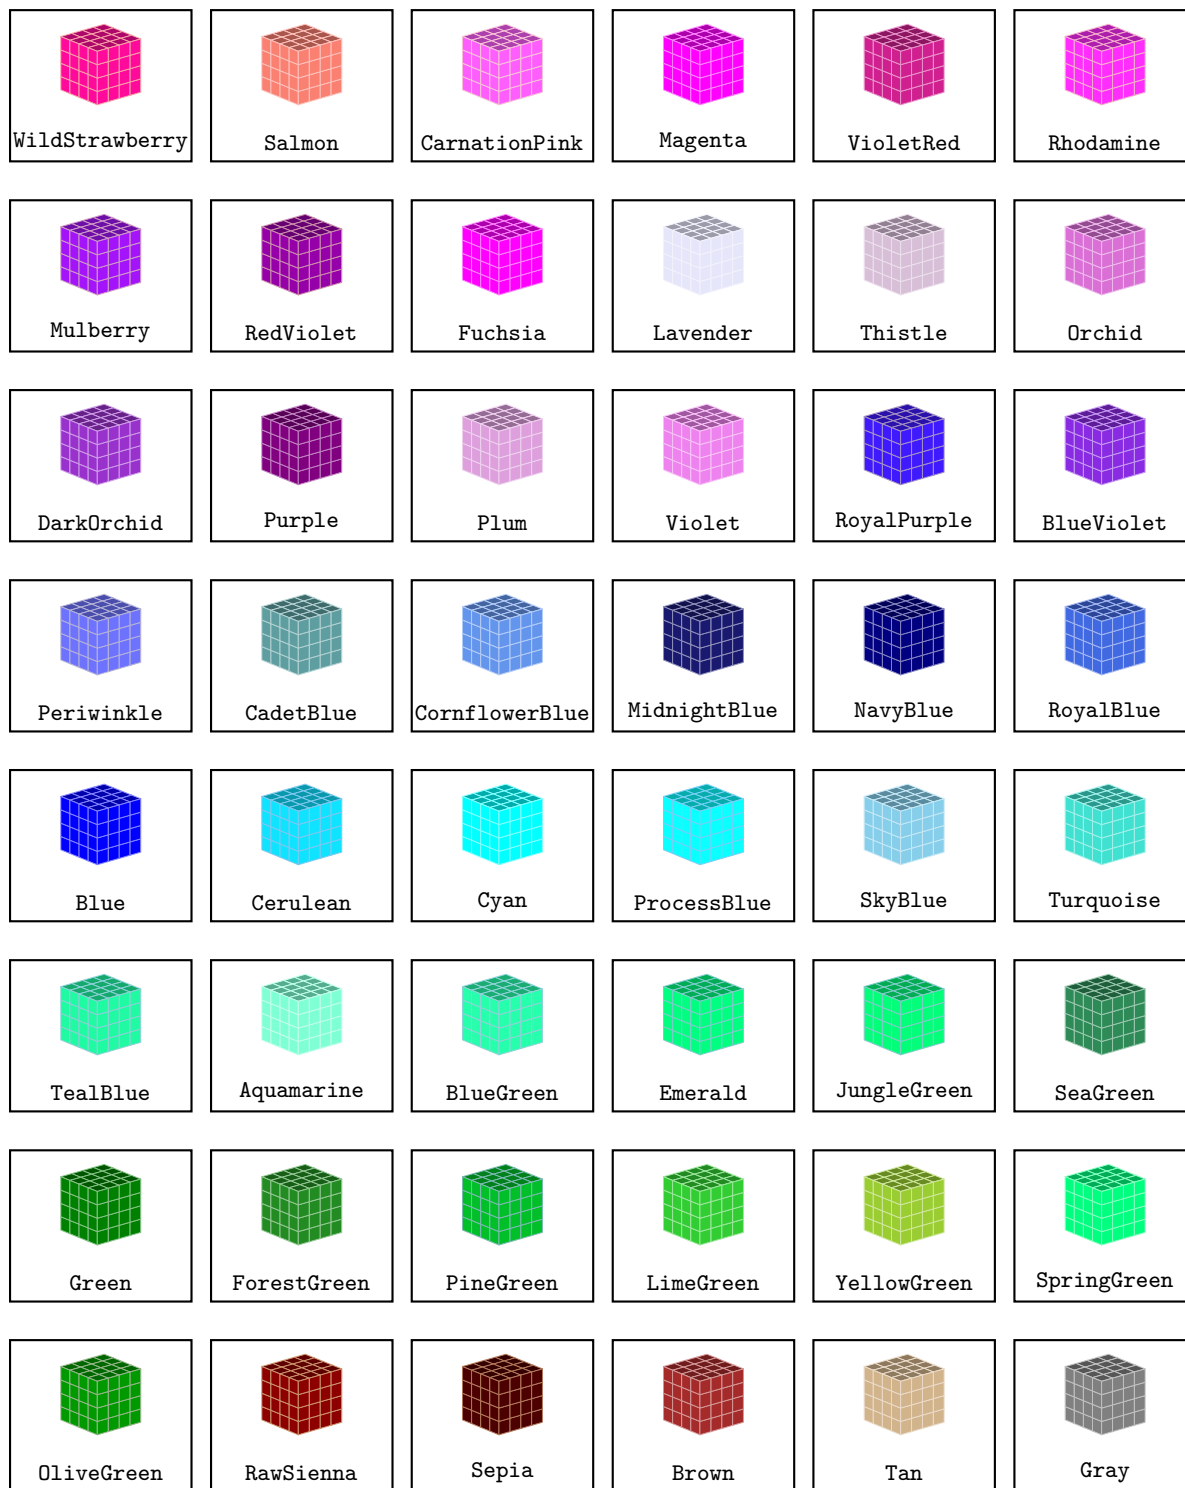 WildStrawberry Salmon CarnationPink Magenta VioletRed Rhodamine
Mulberry RedViolet Fuchsia Lavender Thistle Orchid
DarkOrchid Purple Plum Violet RoyalPurple BlueViolet
Periwinkle CadetBlue CornflowerBlue MidnightBlue NavyBlue RoyalBlue
Blue Cerulean Cyan ProcessBlue SkyBlue Turquoise
TealBlue Aquamarine BlueGreen Emerald JungleGreen SeaGreen
Green ForestGreen PineGreen LimeGreen YellowGreen SpringGreen
OliveGreen RawSienna Sepia Brown Tan Gray